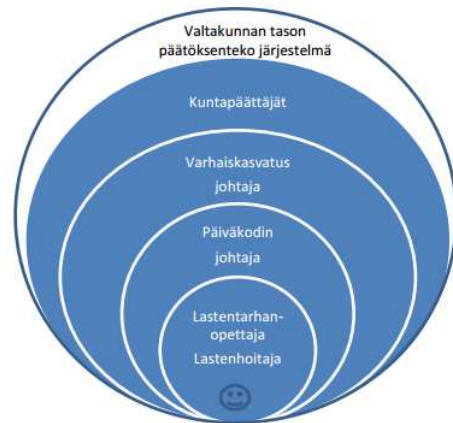 Valtakunnan tason
päätöksenteko järjestelmä
Kuntapäättäjät
Varhaiskasvatus
johtaja
Päiväkodin
johtaja
Lastentarhan-
opettaja
Lastenhoitaja